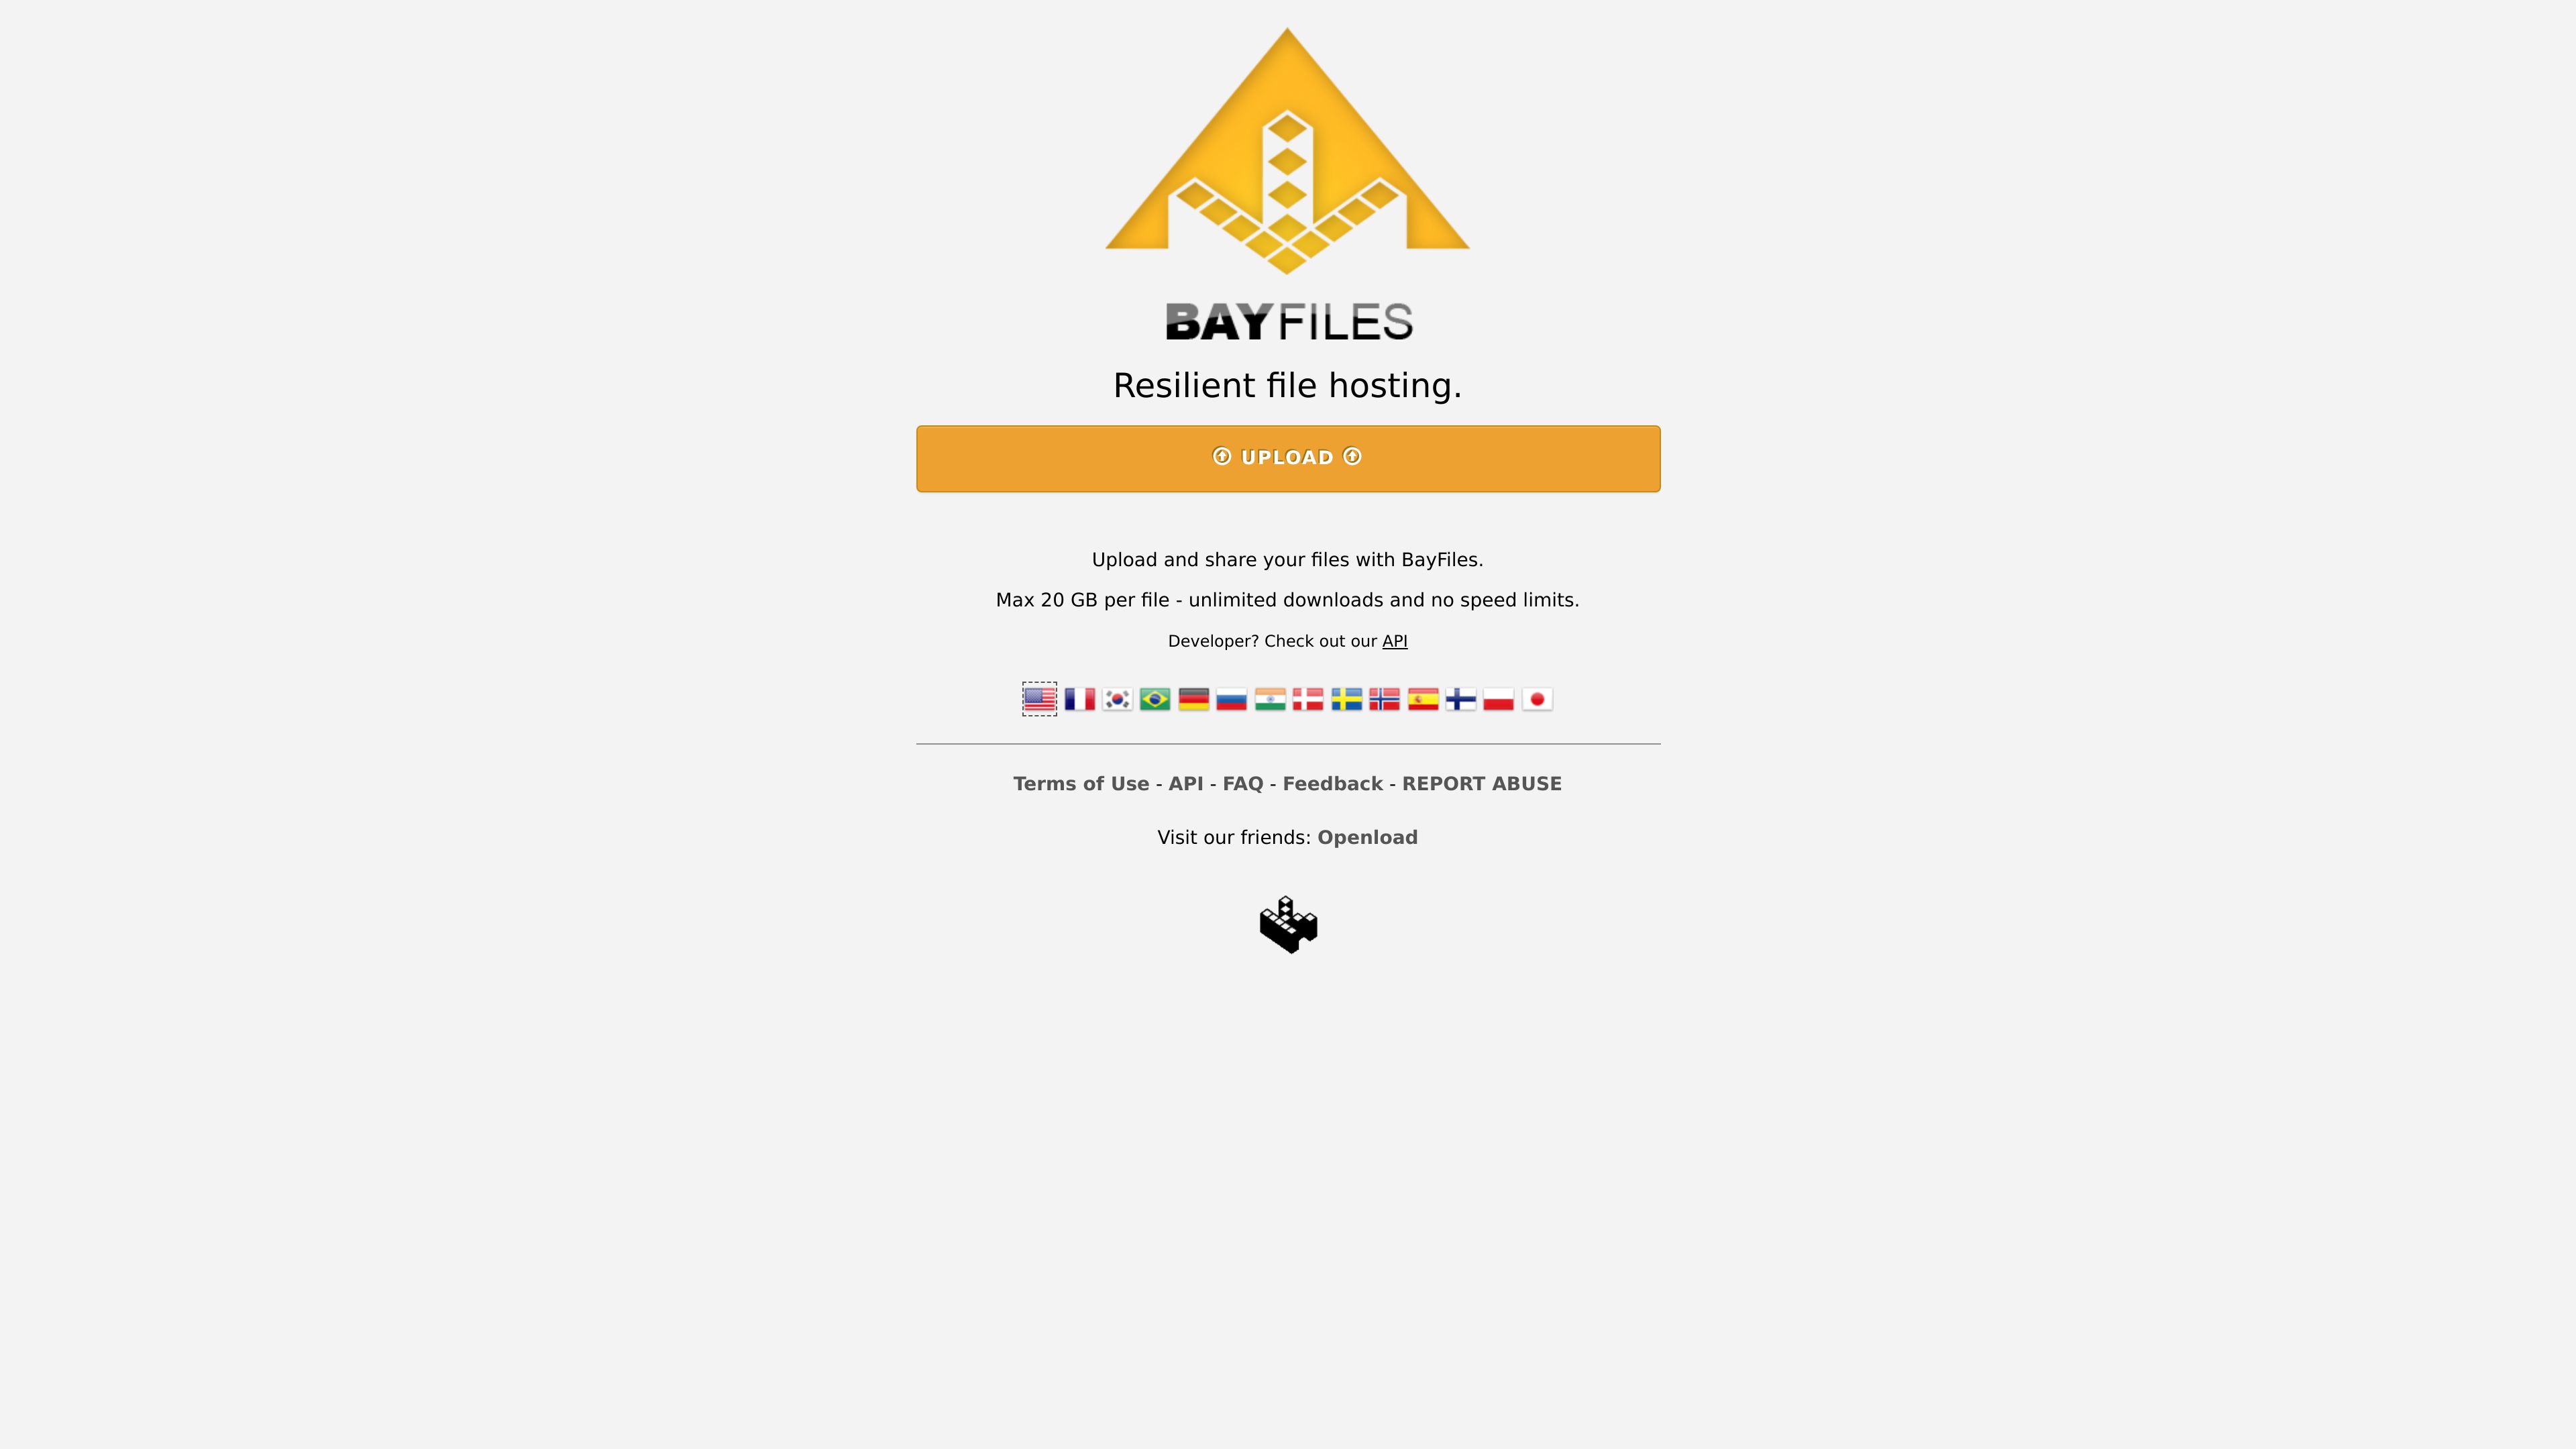 BAYFILES
Resilient file hosting.
UPLOAD
Upload and share your files with BayFiles.
Max 20 GB per file - unlimited downloads and no speed limits.
Developer? Check out our API
Terms of Use - API - FAQ - Feedback - REPORT ABUSE
Visit our friends: Openload